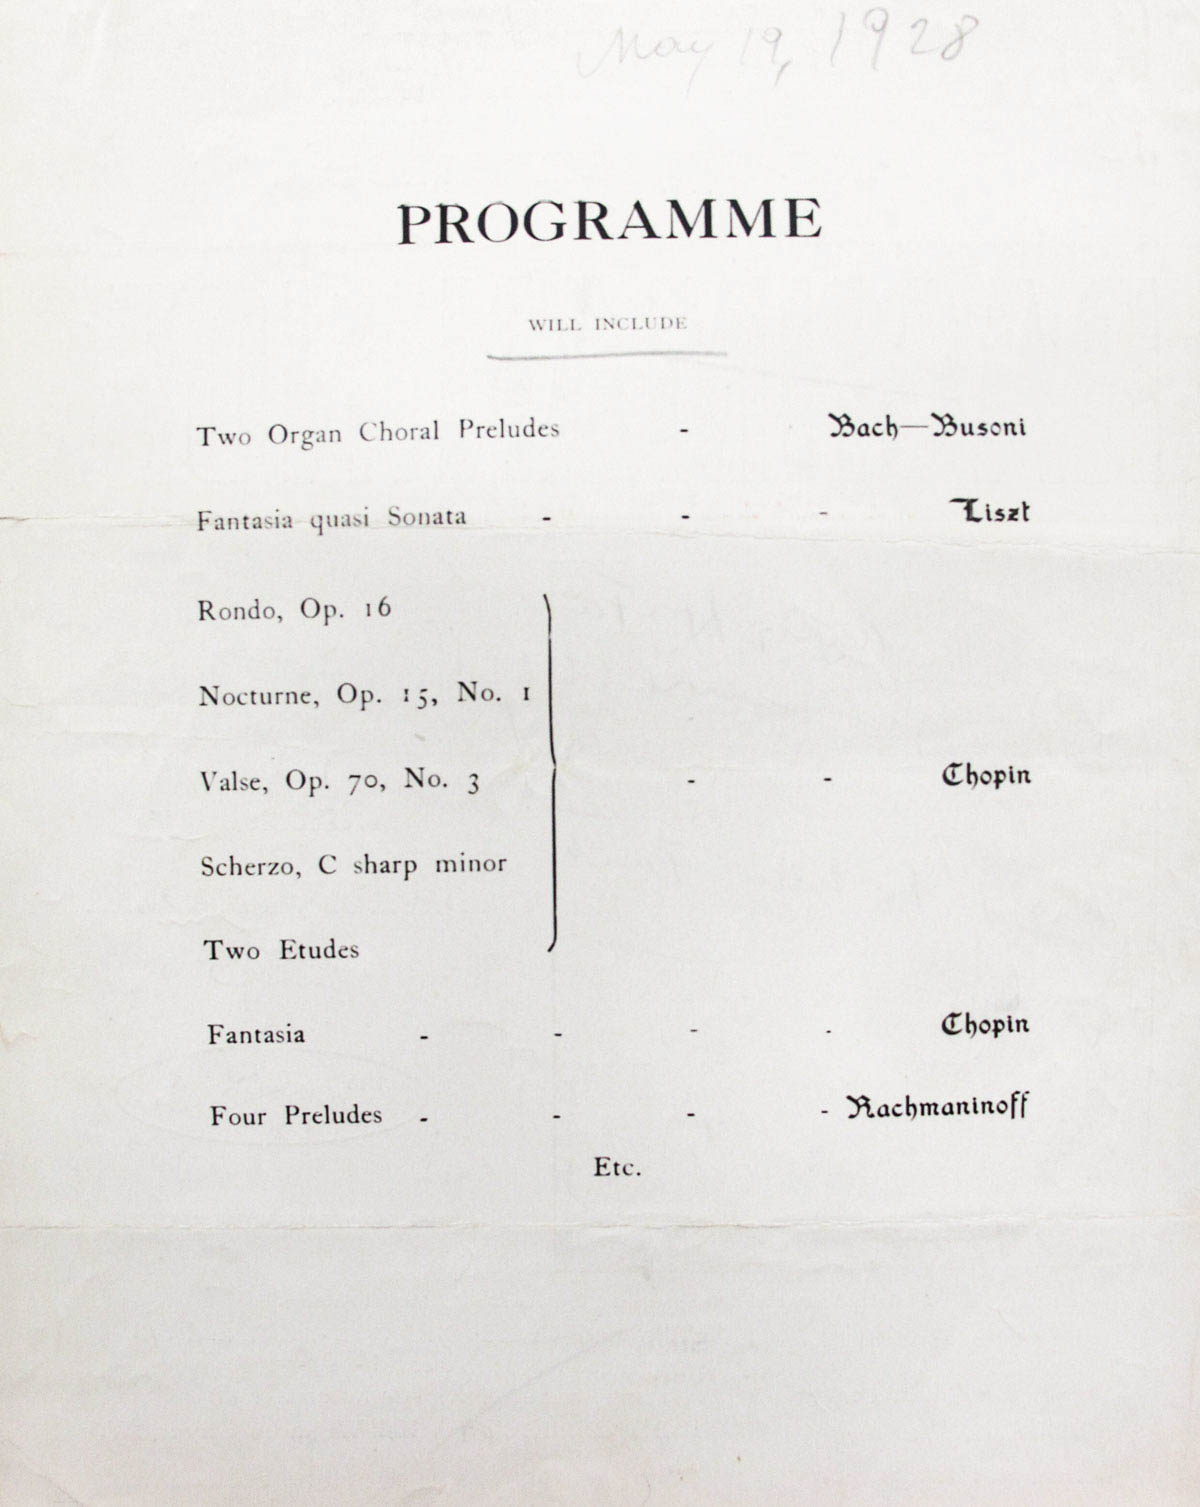 May 19, 1928
PROGRAMME
WILL INCLUDE
Two Organ Choral Preludes - Bach—Busoni
Fantasia quasi Sonata - - - Liszt
Rondo, Op. 16
Nocturne, Op. 15, No. 1
Valse, Op. 70, No. 3 - - Chopin
Scherzo, C sharp minor
Two Etudes
Fantasia - - - - Chopin
Four Preludes - - - - Rachmaninoff
Etc.